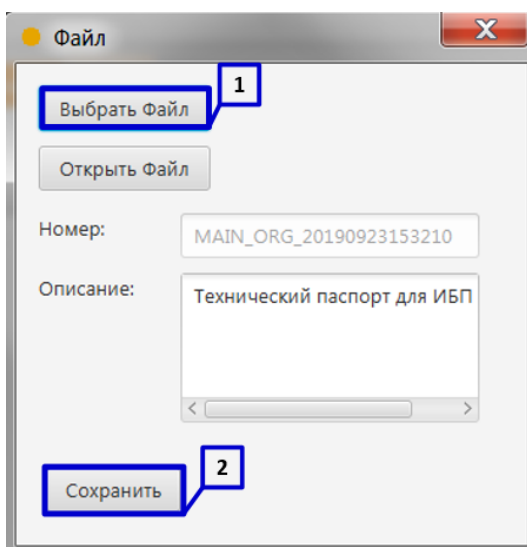 Файл
X
1
Выбрать Файл
Открыть Файл
Номер:
MAIN_ORG_20190923153210
Описание:
Технический паспорт для ИБП
2
Сохранить